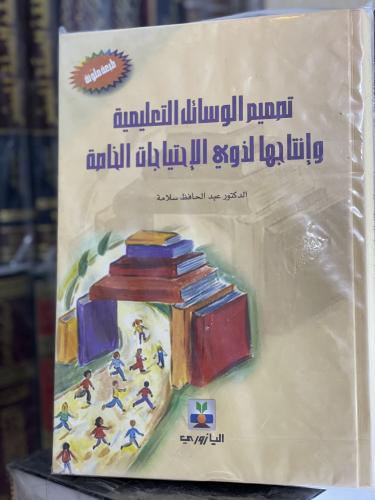 طبعة ملونة
تصميم الوسائل التعليمية
وإنتاجها لذوي الإحتياجات الخاصة
الدكتور عبد الحافظ سلامة
اليازوري